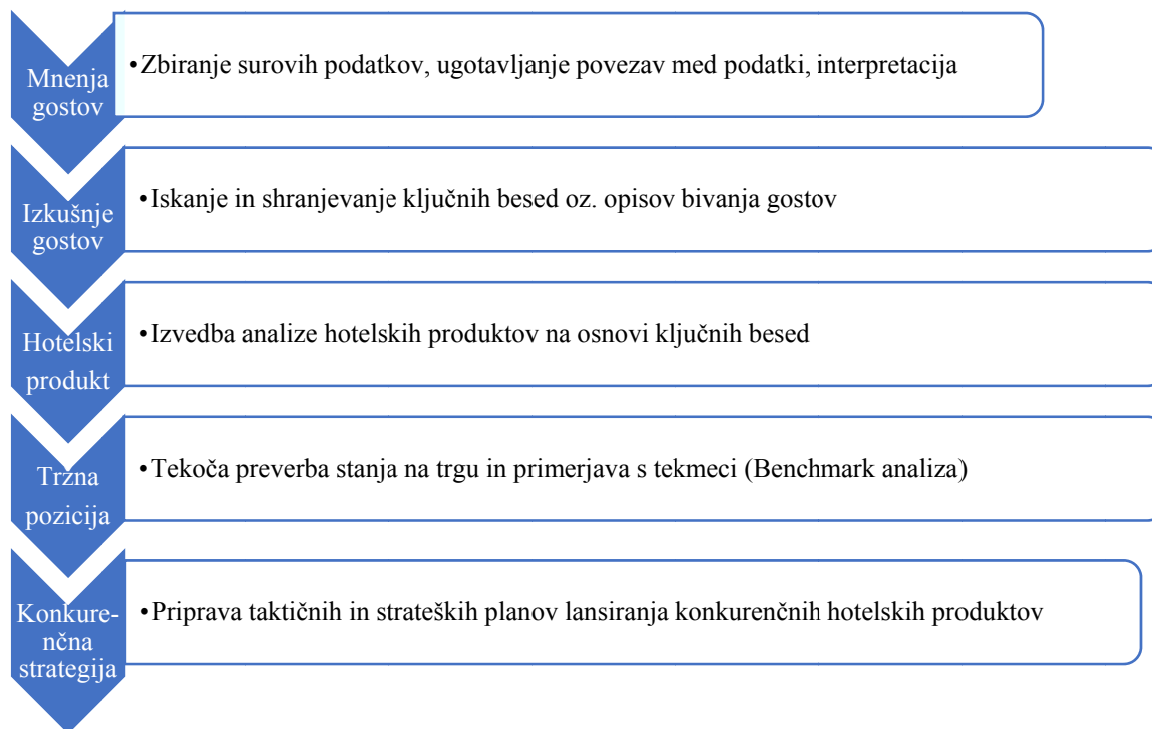 Mnenja
gostov
•Zbiranje surovih podatkov, ugotavljanje povezav med podatki, interpretacija
Izkušnje
gostov
•Iskanje in shranjevanje ključnih besed oz. opisov bivanja gostov
Hotelski
produkt
•Izvedba analize hotelskih produktov na osnovi ključnih besed
Tržna
pozicija
•Tekoča preverba stanja na trgu in primerjava s tekmeci (Benchmark analiza)
Konkure-
nčna
strategija
•Priprava taktičnih in strateških planov lansiranja konkurenčnih hotelskih produktov